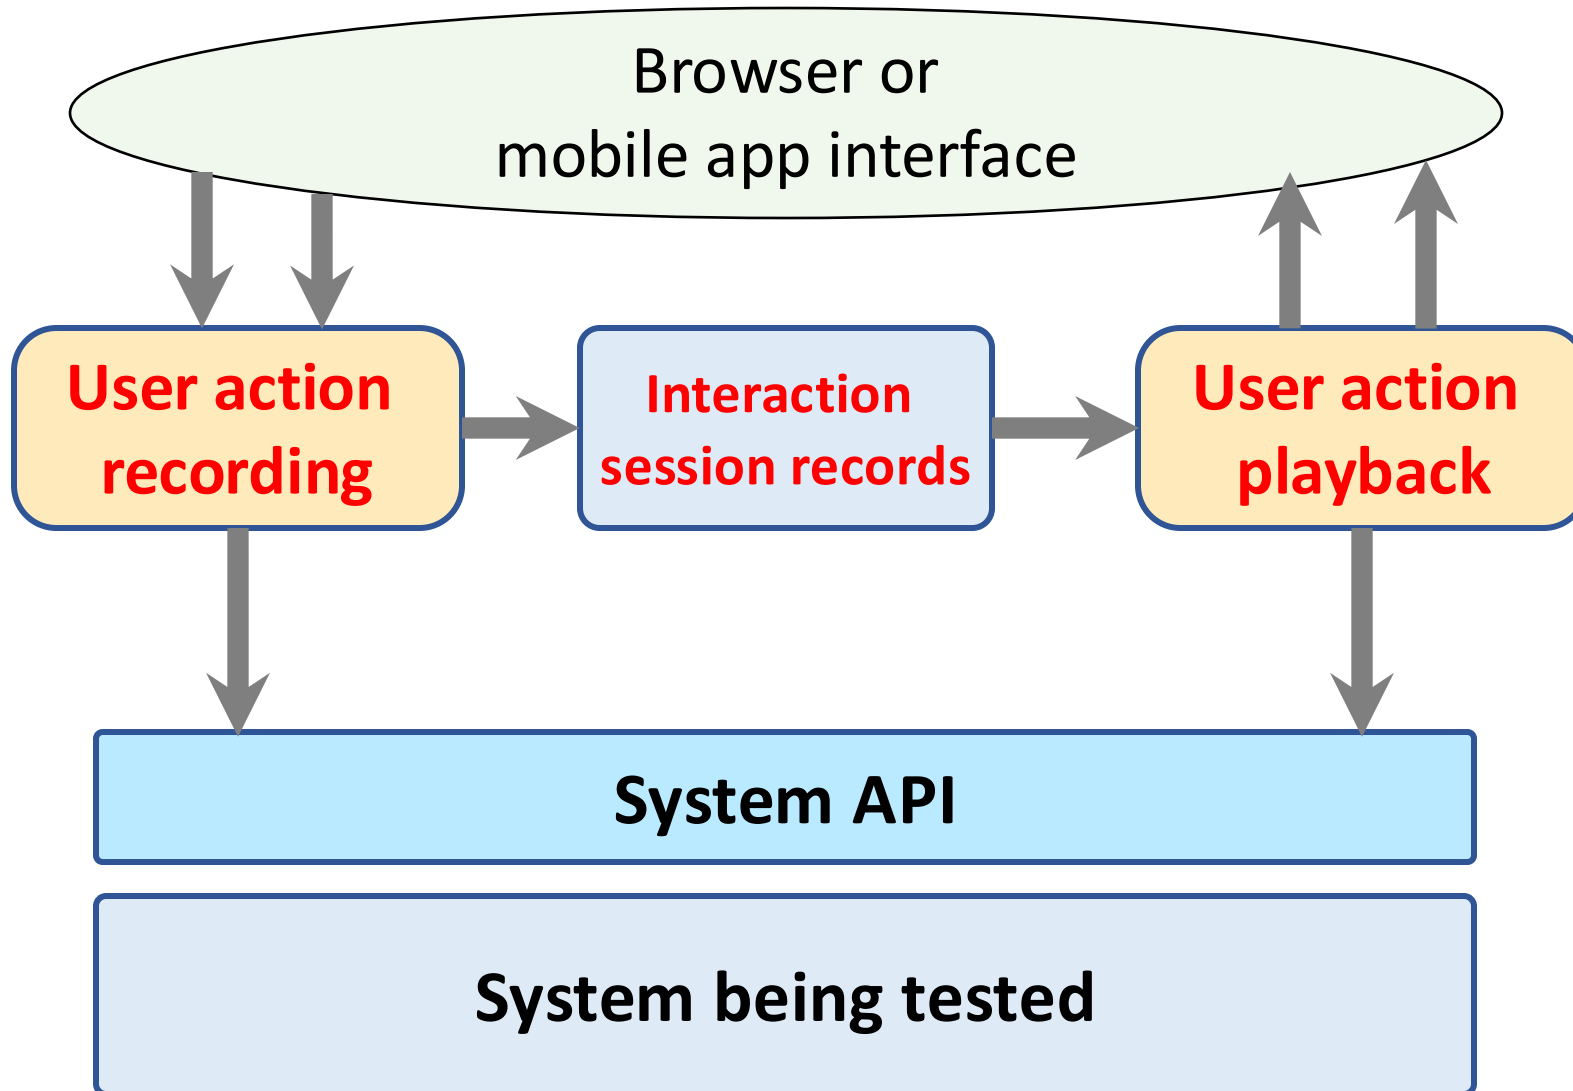 Browser or
mobile app interface
User action
recording
Interaction
session records
User action
playback
System API
System being tested